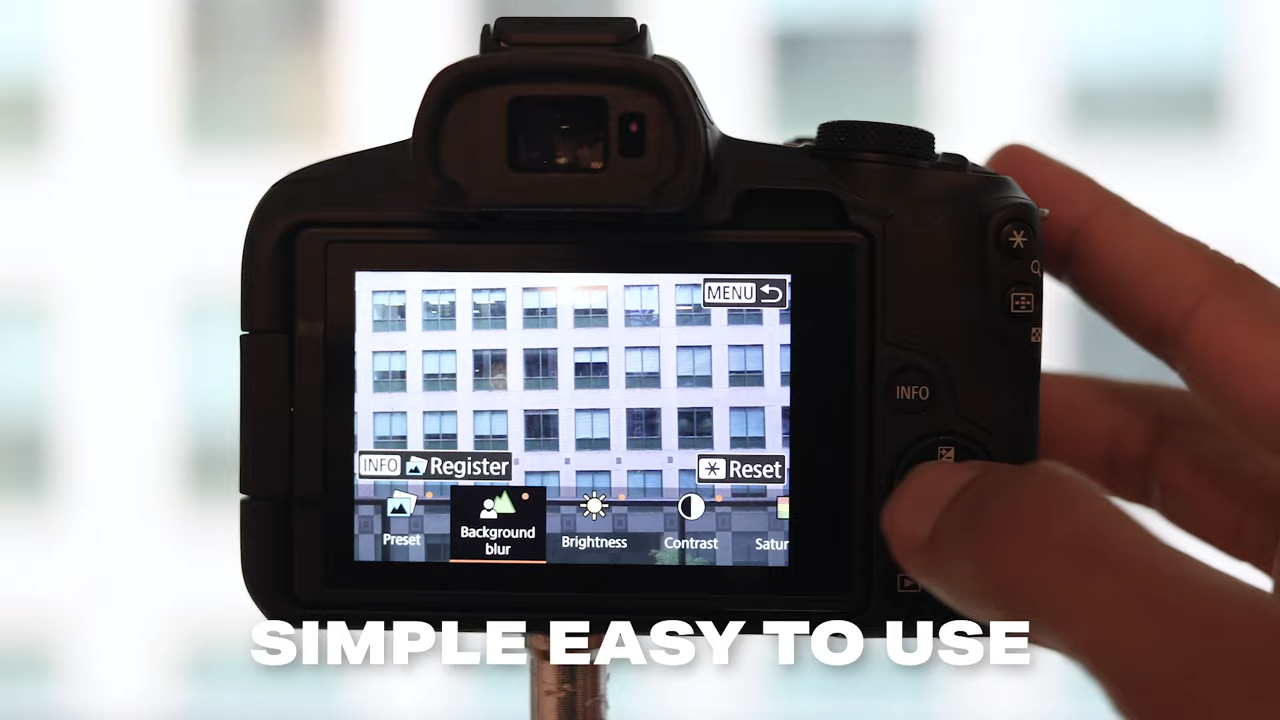 MENU
INFO
INFO Register
Reset
Preset
Background
blur
Brightness
Contrast
Satur
SIMPLE EASY TO USE